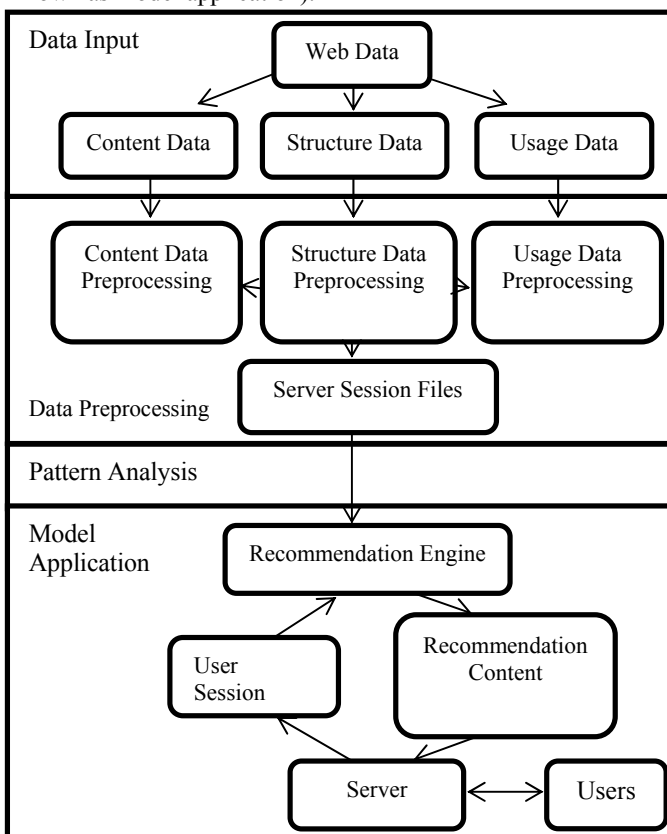 Data Input
Web Data
Content Data
Structure Data
Usage Data
Content Data
Preprocessing
Structure Data
Preprocessing
Usage Data
Preprocessing
Server Session Files
Data Preprocessing
Pattern Analysis
Model
Application
Recommendation Engine
Recommendation
Content
User
Session
Server
Users